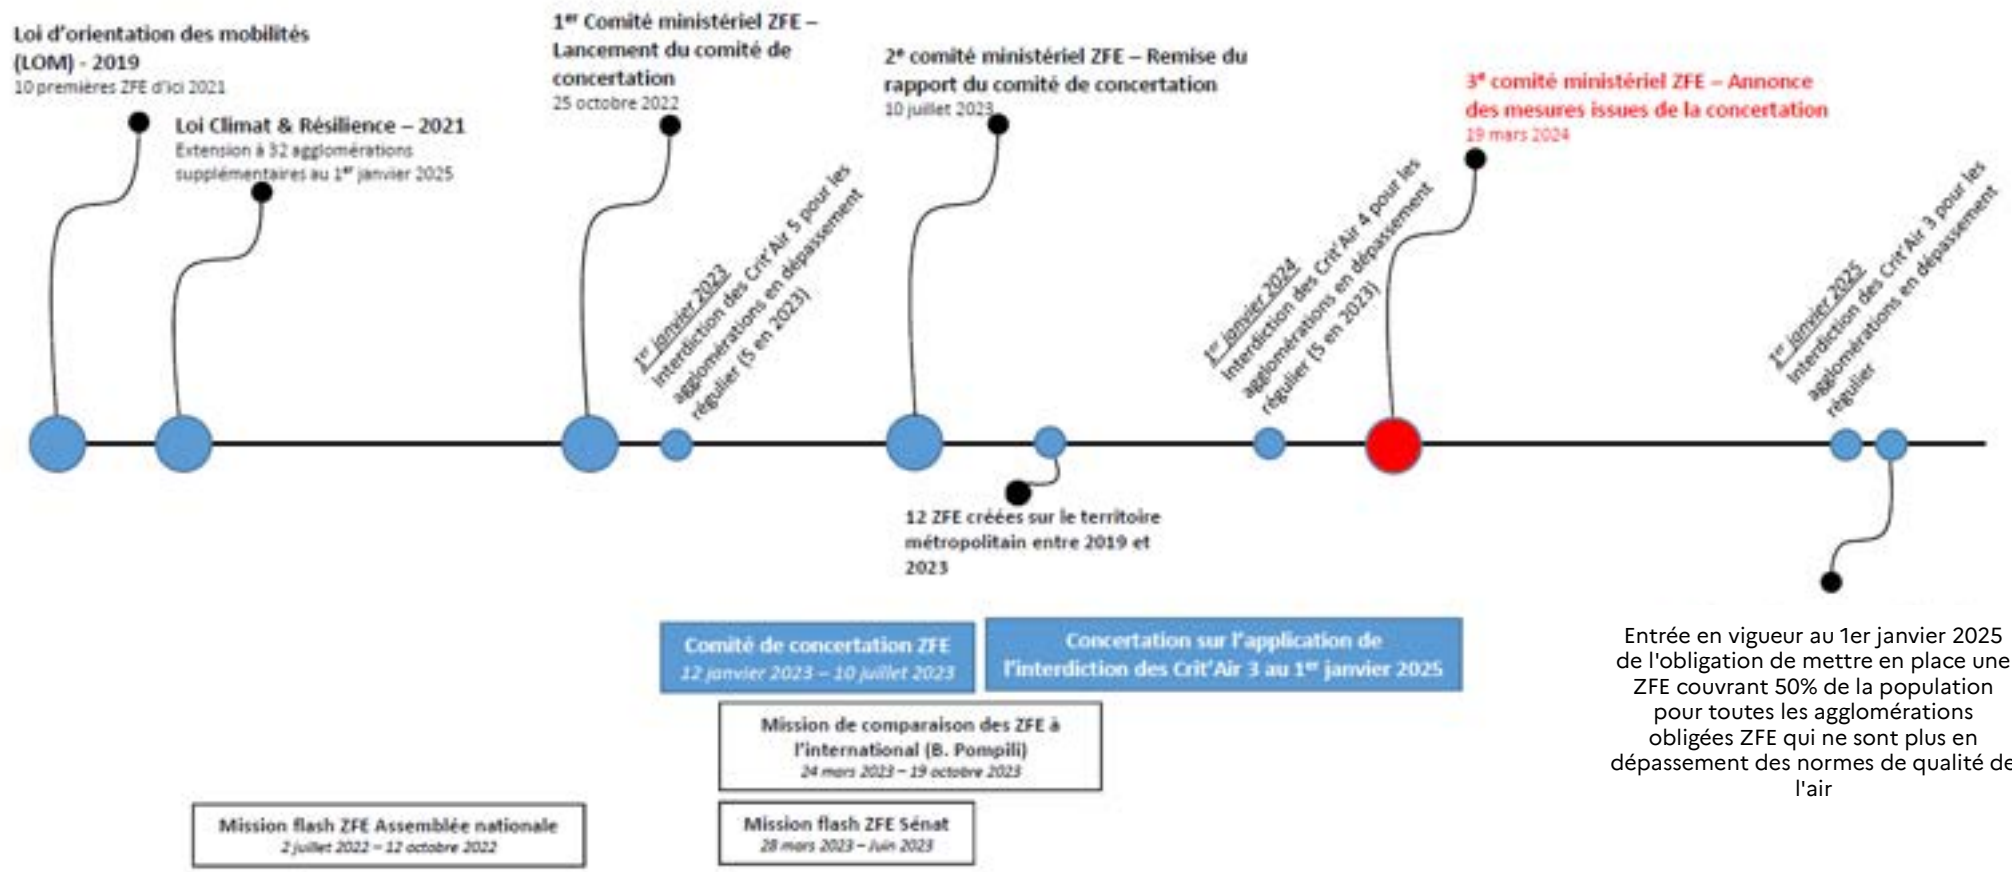 Loi d'orientation des mobilités
(LOM) - 2019
10 premières ZFE d'ici 2021
Loi Climat & Résilience – 2021
Extension à 32 agglomérations
supplémentaires au 1er janvier 2025
1er Comité ministériel ZFE –
Lancement du comité de
concertation
25 octobre 2022
1er janvier 2023
Interdiction des Crit'Air 5 pour les
agglomérations en dépassement
régulier (5 en 2023)
2e comité ministériel ZFE – Remise du
rapport du comité de concertation
10 juillet 2023
12 ZFE créées sur le territoire
métropolitain entre 2019 et
2023
1er janvier 2024
Interdiction des Crit'Air 4 pour les
agglomérations en dépassement
régulier (5 en 2023)
3e comité ministériel ZFE – Annonce
des mesures issues de la concertation
19 mars 2024
1er janvier 2025
Interdiction des Crit'Air 3 pour les
agglomérations en dépassement
régulier
Entrée en vigueur au 1er janvier 2025
de l'obligation de mettre en place une
ZFE couvrant 50% de la population
pour toutes les agglomérations
obligées ZFE qui ne sont plus en
dépassement des normes de qualité de
l'air
Comité de concertation ZFE
12 janvier 2023 – 10 juillet 2023
Concertation sur l'application de
l'interdiction des Crit'Air 3 au 1er janvier 2025
Mission de comparaison des ZFE à
l'international (B. Pompili)
24 mars 2023 – 19 octobre 2023
Mission flash ZFE Assemblée nationale
2 juillet 2022 – 12 octobre 2022
Mission flash ZFE Sénat
28 mars 2023 – Juin 2023